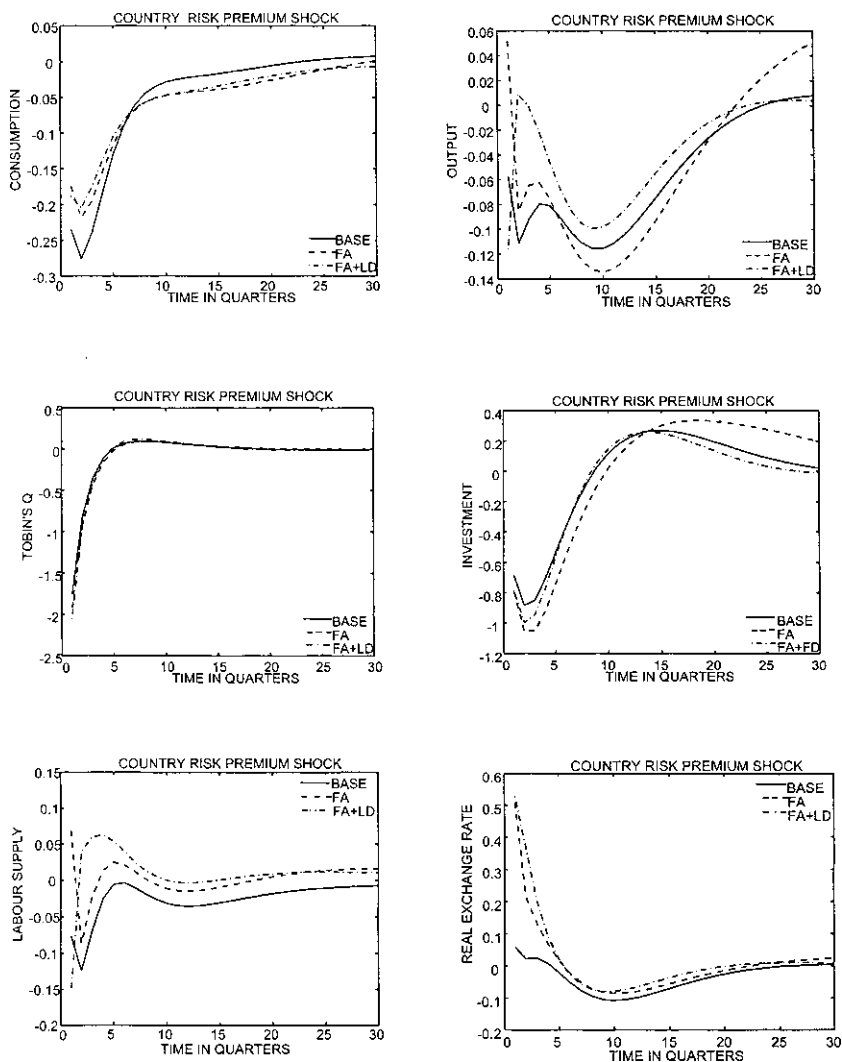 COUNTRY RISK PREMIUM SHOCK
0.05
0
-0.05
-0.1
-0.15
-0.2
-0.25
-0.3
CONSUMPTION
BASE
FA
FA+LD
0 5 10 15 20 25 30
TIME IN QUARTERS
COUNTRY RISK PREMIUM SHOCK
0.06
0.04
0.02
0
-0.02
-0.04
-0.06
-0.08
-0.1
-0.12
-0.14
OUTPUT
BASE
FA
FA+LD
0 5 10 15 20 25 30
TIME IN QUARTERS
COUNTRY RISK PREMIUM SHOCK
0.5
0
-0.5
-1
-1.5
-2
-2.5
TOBIN'S Q
BASE
FA
FA+LD
0 5 10 15 20 25 30
TIME IN QUARTERS
COUNTRY RISK PREMIUM SHOCK
0.4
0.2
0
-0.2
-0.4
-0.6
-0.8
-1
-1.2
INVESTMENT
BASE
FA
FA+FD
0 5 10 15 20 25 30
TIME IN QUARTERS
COUNTRY RISK PREMIUM SHOCK
0.15
0.1
0.05
0
-0.05
-0.1
-0.15
-0.2
LABOUR SUPPLY
BASE
FA
FA+LD
0 5 10 15 20 25 30
TIME IN QUARTERS
COUNTRY RISK PREMIUM SHOCK
0.6
0.5
0.4
0.3
0.2
0.1
0
-0.1
-0.2
REAL EXCHANGE RATE
BASE
FA
FA+LD
0 5 10 15 20 25 30
TIME IN QUARTERS